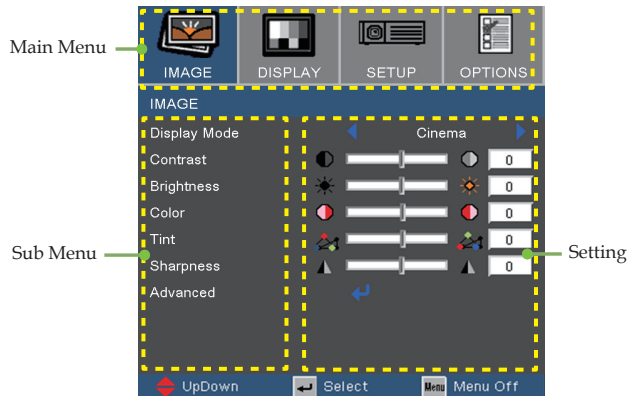 Main Menu
IMAGE DISPLAY SETUP OPTIONS
IMAGE
Display Mode Cinema
Contrast 0
Brightness 0
Color 0
Tint 0
Sub Menu
Setting
Sharpness 0
Advanced
UpDown Select Menu Menu Off